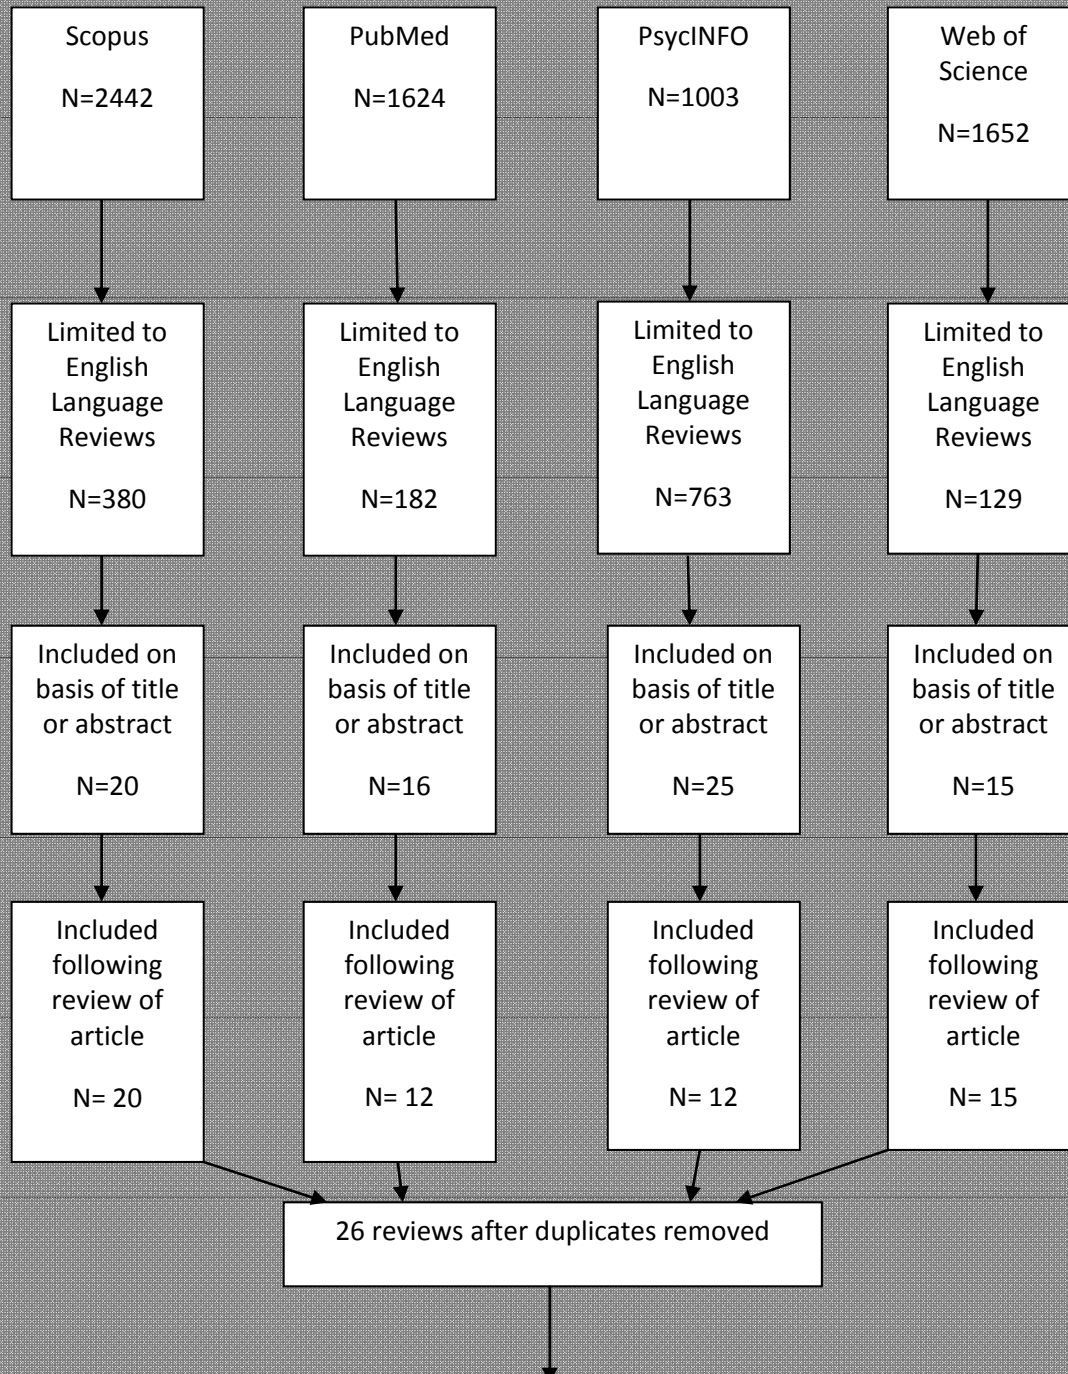 Scopus
N=2442
PubMed
N=1624
PsycINFO
N=1003
Web of
Science
N=1652
Limited to
English
Language
Reviews
N=380
Limited to
English
Language
Reviews
N=182
Limited to
English
Language
Reviews
N=763
Limited to
English
Language
Reviews
N=129
Included on
basis of title
or abstract
N=20
Included on
basis of title
or abstract
N=16
Included on
basis of title
or abstract
N=25
Included on
basis of title
or abstract
N=15
Included
following
review of
article
N= 20
Included
following
review of
article
N= 12
Included
following
review of
article
N= 12
Included
following
review of
article
N= 15
26 reviews after duplicates removed